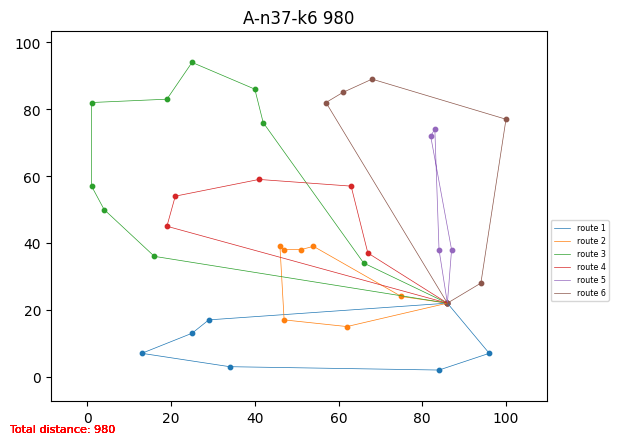 A-n37-k6 980
100
80
60
40
20
0
0 20 40 60 80 100
route 1
route 2
route 3
route 4
route 5
route 6
Total distance: 980